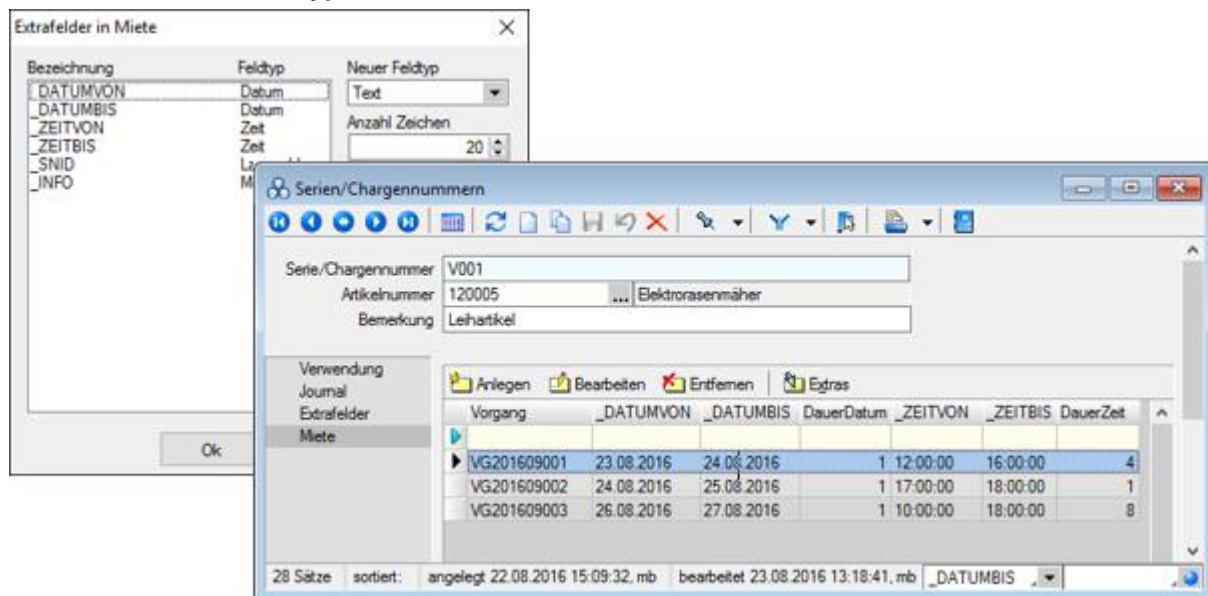 Extrafelder in Miete
Bezeichnung Feldtyp Neuer Feldtyp
_DATUMVON Datum Text
_DATUMBIS Datum
_ZEITVON Zeit Anzahl Zeichen
_ZEITBIS Zeit 20
_SNID
_INFO
Ok
Serien/Chargennummern
Serie/Chargennummer V001
Artikelnummer 120005 ... Elektrorasenmäher
Bemerkung Leihartikel
Verwendung
Journal
Extrafelder
Miete
Anlegen Bearbeiten Entfernen Extras
Vorgang _DATUMVON _DATUMBIS DauerDatum _ZEITVON _ZEITBIS DauerZeit
VG201609001 23.08.2016 24.08.2016 1 12:00:00 16:00:00 4
VG201609002 24.08.2016 25.08.2016 1 17:00:00 18:00:00 1
VG201609003 26.08.2016 27.08.2016 1 10:00:00 18:00:00 8
28 Sätze sortiert: angelegt 22.08.2016 15:09:32, mb bearbeitet 23.08.2016 13:18:41, mb _DATUMBIS ,